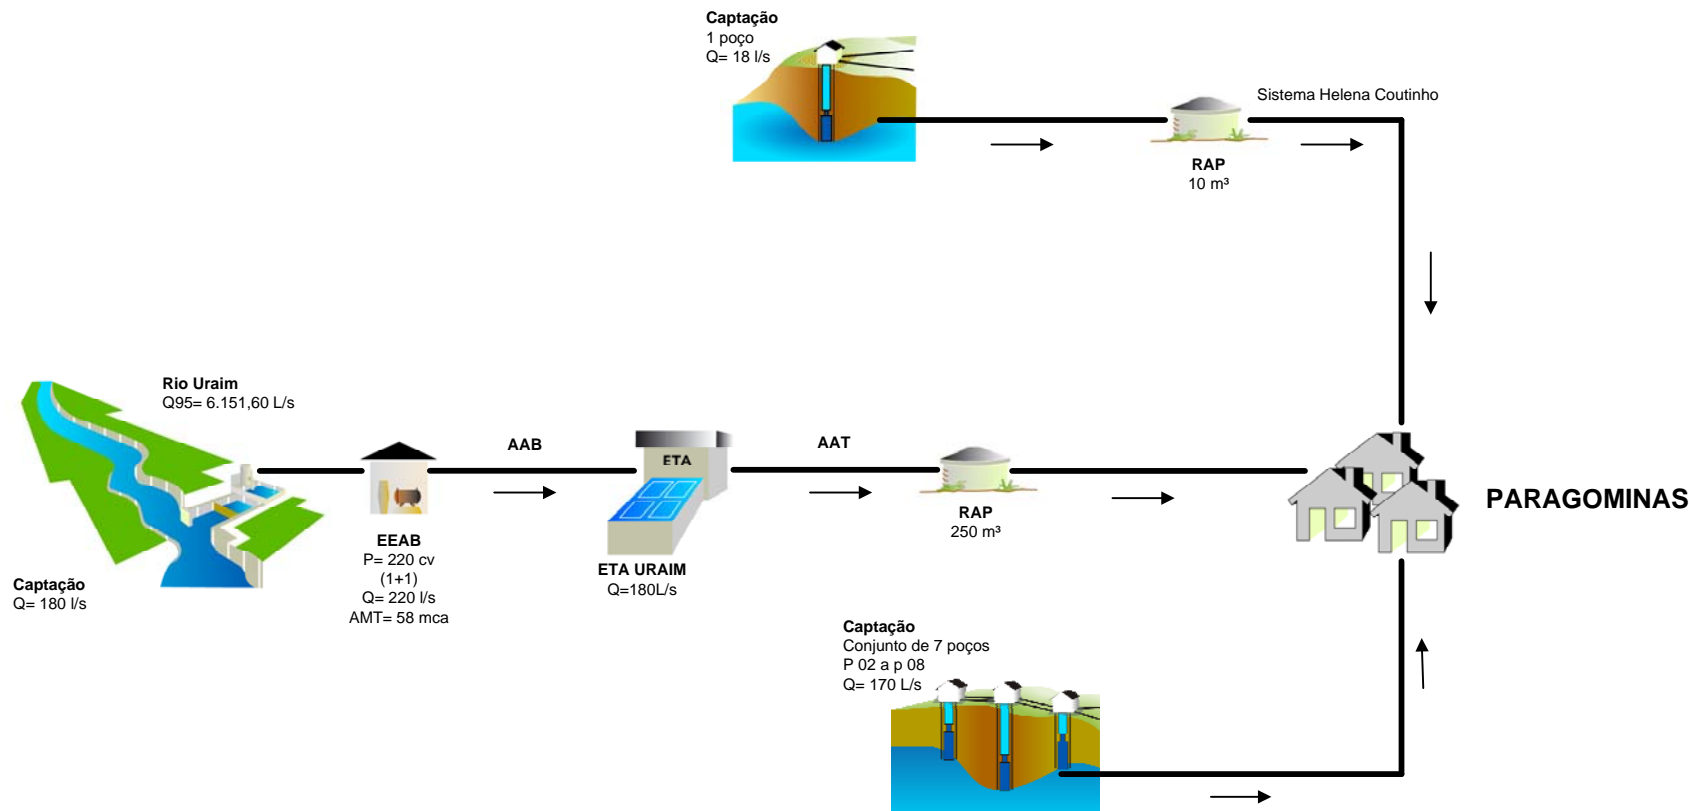 Captação
1 poço
Q= 18 l/s
Sistema Helena Coutinho
RAP
10 m³
Rio Uraim
Q95= 6.151,60 L/s
Captação
Q= 180 l/s
EEAB
P= 220 cv
(1+1)
Q= 220 l/s
AMT= 58 mca
AAB
ETA
ETA URAIM
Q=180L/s
AAT
RAP
250 m³
PARAGOMINAS
Captação
Conjunto de 7 poços
P 02 a p 08
Q= 170 L/s